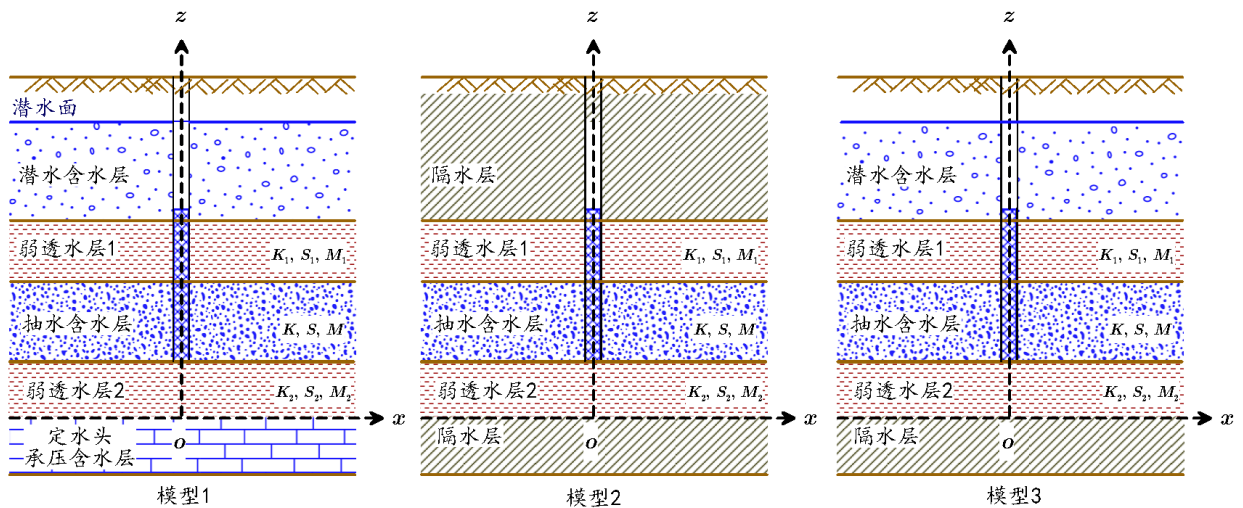 z
潜水面
潜水含水层
弱透水层1 K₁, S₁, M₁
抽水含水层 K, S, M
弱透水层2 K₂, S₂, M₂
x
定水头
承压含水层
o
模型1
z
隔水层
弱透水层1 K₁, S₁, M₁
抽水含水层 K, S, M
弱透水层2 K₂, S₂, M₂
x
隔水层
o
模型2
z
潜水含水层
弱透水层1 K₁, S₁, M₁
抽水含水层 K, S, M
弱透水层2 K₂, S₂, M₂
x
隔水层
o
模型3